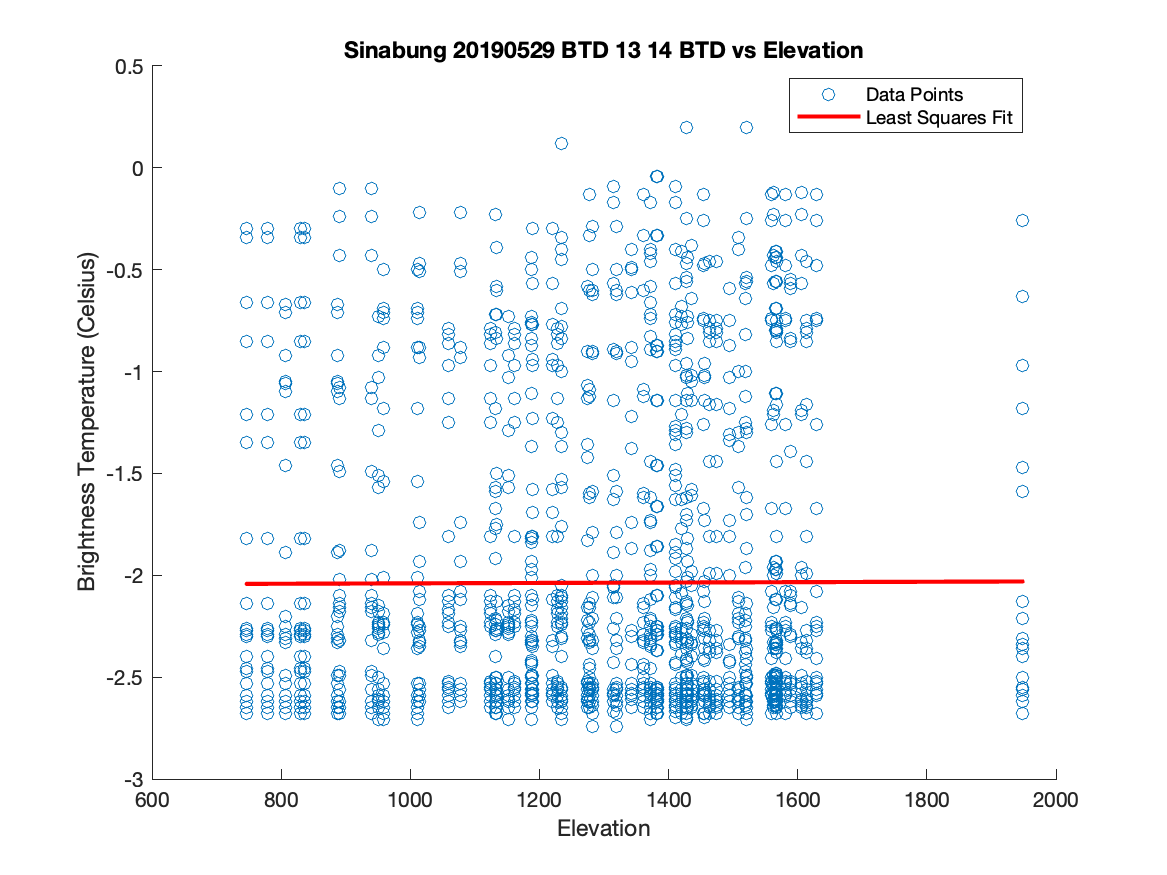 Sinabung 20190529 BTD 13 14 BTD vs Elevation
Data Points
Least Squares Fit
Brightness Temperature (Celsius)
0.5
0
-0.5
-1
-1.5
-2
-2.5
-3
600 800 1000 1200 1400 1600 1800 2000
Elevation